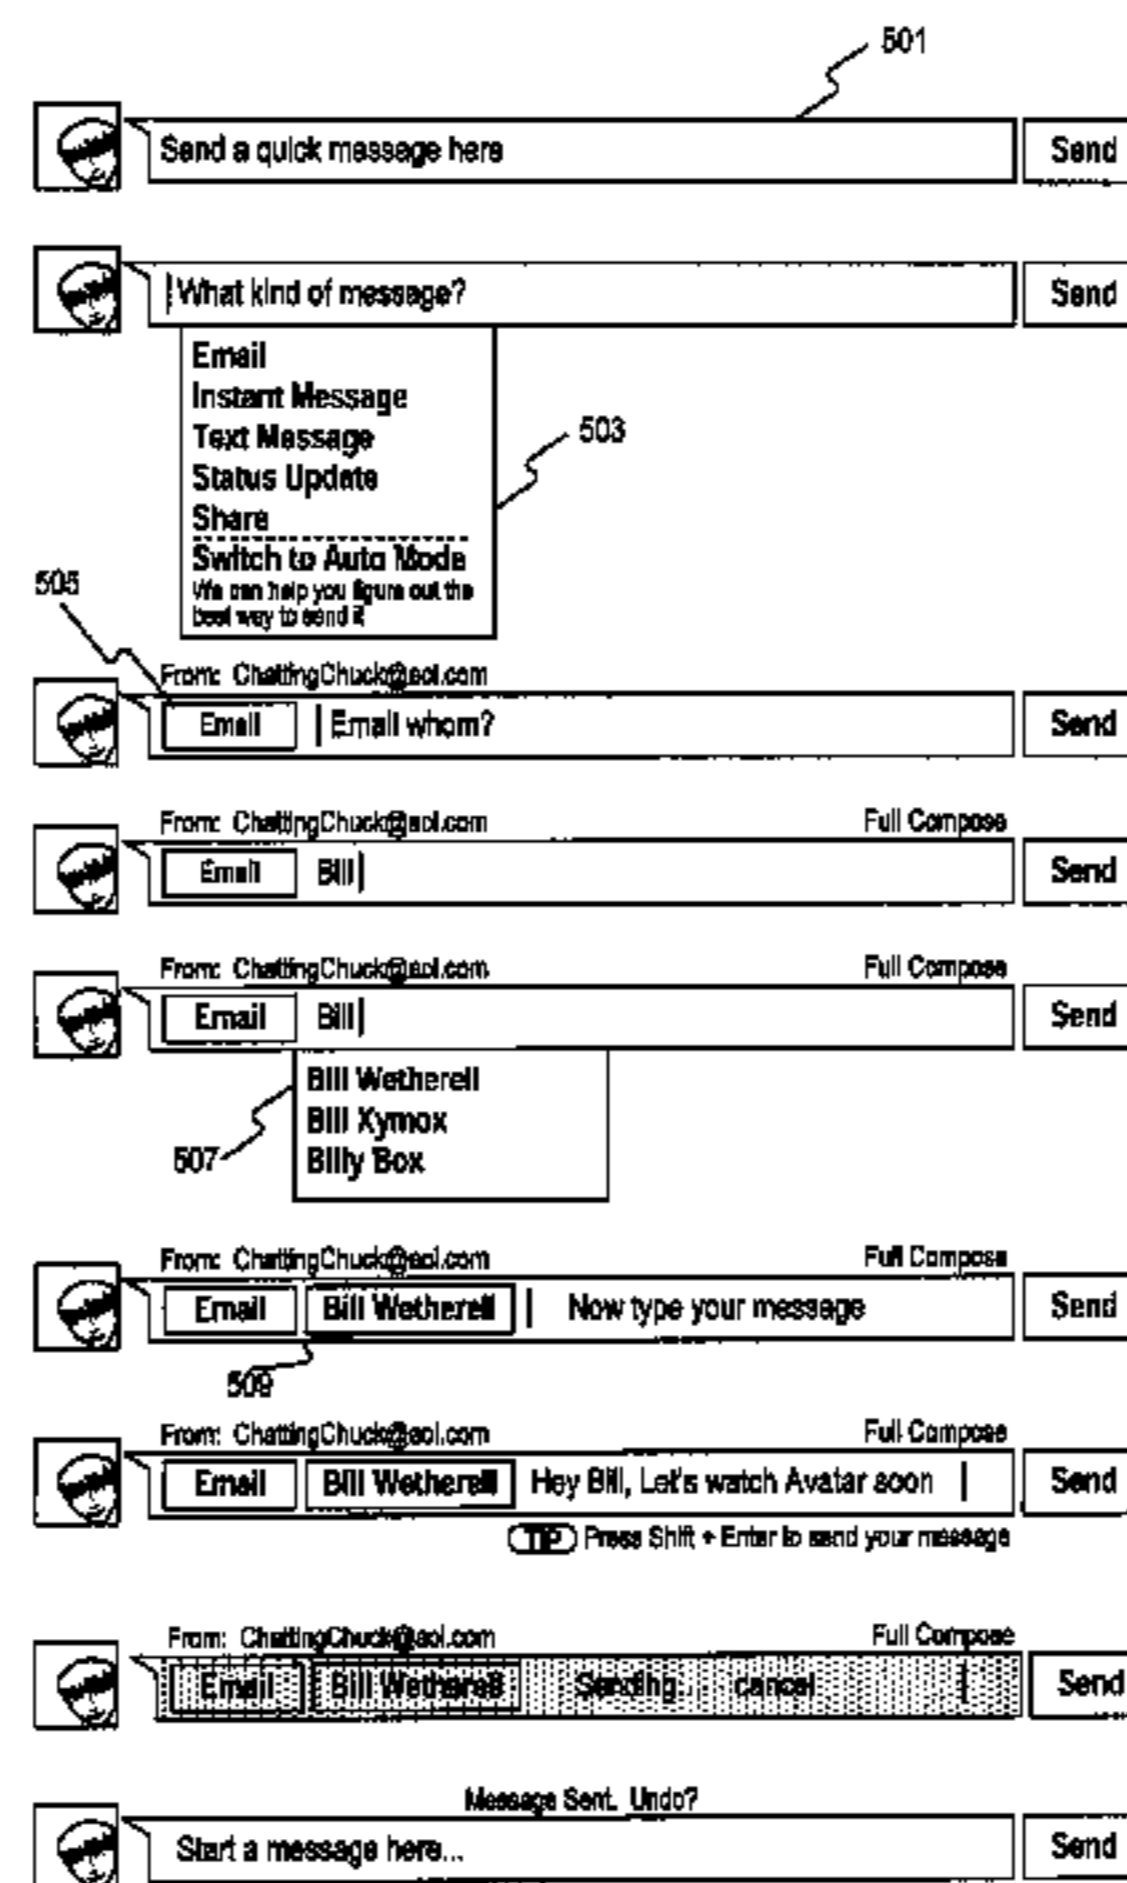 501
Send a quick message here Send
What kind of message? Send
Email
Instant Message
Text Message
503
Status Update
Share
Switch to Auto Mode
We can help you figure out the
best way to send it
505
From: ChattingChuck@aol.com
Email Email whom? Send
From: ChattingChuck@aol.com Full Compose
Email Bill Send
From: ChattingChuck@aol.com Full Compose
Email Bill Send
Bill Wetherell
Bill Xymox
507
Billy Box
From: ChattingChuck@aol.com Full Compose
Email Bill Wetherell Now type your message Send
509
From: ChattingChuck@aol.com Full Compose
Email Bill Wetherell Hey Bill, Let's watch Avatar soon Send
TIP Press Shift + Enter to send your message
From: ChattingChuck@aol.com Full Compose
Email Bill Wetherell Sending... cancel Send
Message Sent. Undo?
Start a message here... Send